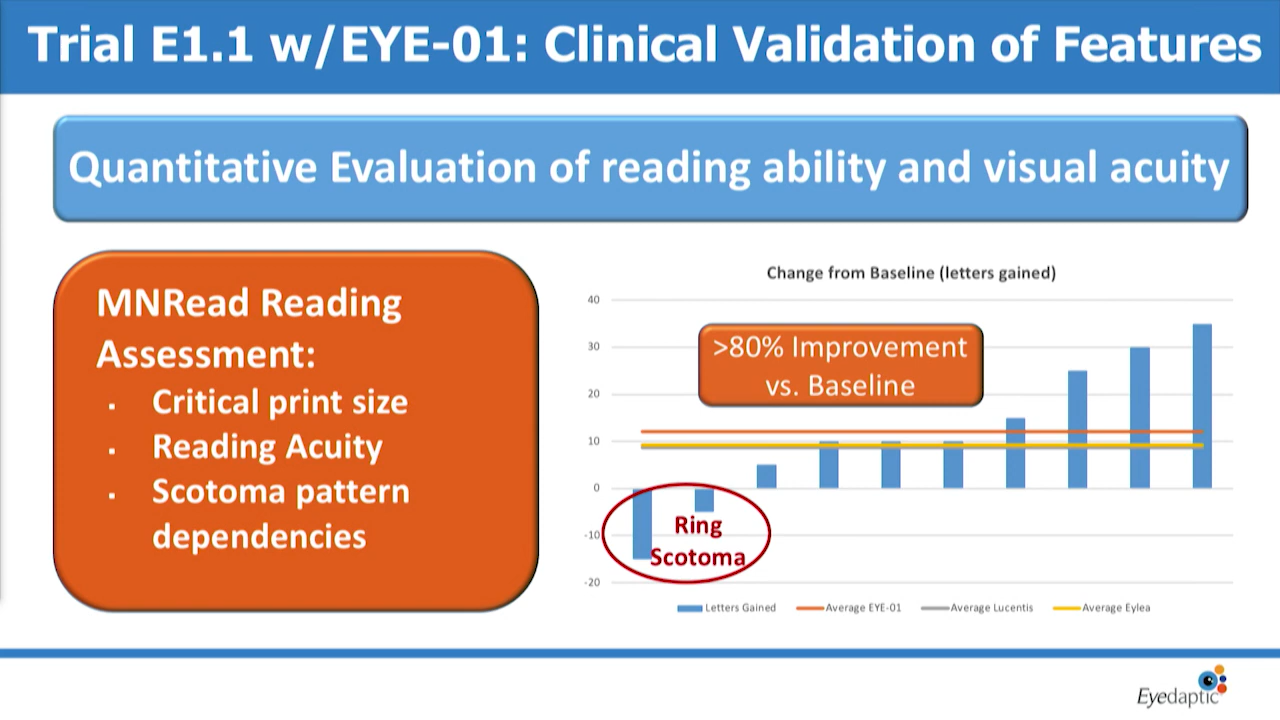 Trial E1.1 w/EYE-01: Clinical Validation of Features
Quantitative Evaluation of reading ability and visual acuity
MNRead Reading
Assessment:
▪ Critical print size
▪ Reading Acuity
▪ Scotoma pattern
dependencies
Change from Baseline (letters gained)
40
30
20
10
0
-10
-20
>80% Improvement
vs. Baseline
Ring
Scotoma
Letters Gained
Average EYE-01
Average Lucentis
Average Eylea
Eyedaptic